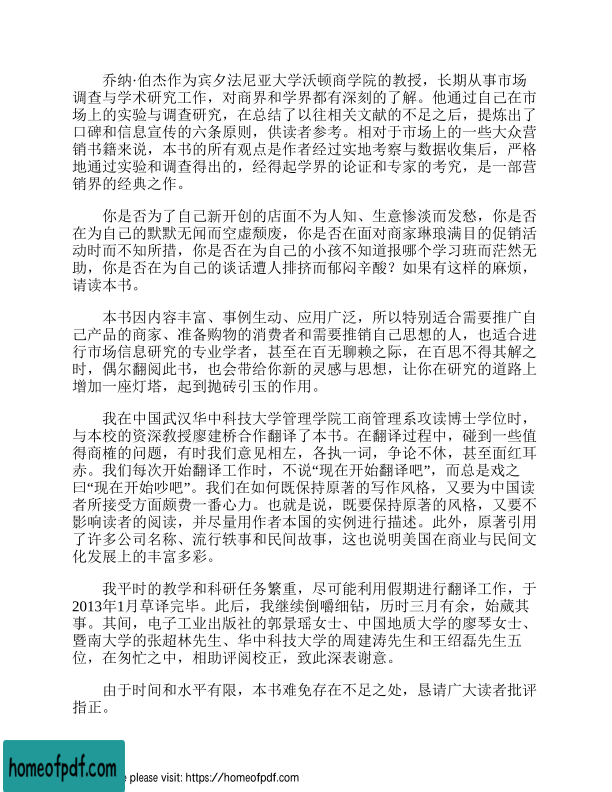 乔纳·伯杰作为宾夕法尼亚大学沃顿商学院的教授，长期从事市场
调查与学术研究工作，对商界和学界都有深刻的了解。他通过自己在市
场上的实验与调查研究，在总结了以往相关文献的不足之后，提炼出了
口碑和信息宣传的六条原则，供读者参考。相对于市场上的一些大众营
销书籍来说，本书的所有观点是作者经过实地考察与数据收集后，严格
地通过实验和调查得出的，经得起学界的论证和专家的考究，是一部营
销界的经典之作。
你是否为了自己新开创的店面不为人知、生意惨淡而发愁，你是否
在为自己的默默无闻而空虚颓废，你是否在面对商家琳琅满目的促销活
动时而不知所措，你是否在为自己的小孩不知道报哪个学习班而茫然无
助，你是否在为自己的谈话遭人排挤而郁闷辛酸？如果有这样的麻烦，
请读本书。
本书因内容丰富、事例生动、应用广泛，所以特别适合需要推广自
己产品的商家、准备购物的消费者和需要推销自己思想的人，也适合进
行市场信息研究的专业学者，甚至在百无聊赖之际，在百思不得其解之
时，偶尔翻阅此书，也会带给你新的灵感与思想，让你在研究的道路上
增加一座灯塔，起到抛砖引玉的作用。
我在中国武汉华中科技大学管理学院工商管理系攻读博士学位时，
与本校的资深敎授廖建桥合作翻译了本书。在翻译过程中，碰到一些值
得商榷的问题，有时我们意见相左，各执一词，争论不休，甚至面红耳
赤。我们每次开始翻译工作时，不说“现在开始翻译吧”，而总是戏之
曰“现在开始吵吧”。我们在如何既保持原著的写作风格，又要为中国读
者所接受方面颇费一番心力。也就是说，既要保持原著的风格，又要不
影响读者的阅读，并尽量用作者本国的实例进行描述。此外，原著引用
了许多公司名称、流行轶事和民间故事，这也说明美国在商业与民间文
化发展上的丰富多彩。
我平时的教学和科研任务繁重，尽可能利用假期进行翻译工作，于
2013年1月草译完毕。此后，我继续倒嚼细钻，历时三月有余，始蒇其
事。其间，电子工业出版社的郭景瑶女士、中国地质大学的廖琴女士、
暨南大学的张超林先生、华中科技大学的周建涛先生和王绍磊先生五
位，在匆忙之中，相助评阅校正，致此深表谢意。
由于时间和水平有限，本书难免存在不足之处，恳请广大读者批评
指正。
homeofpdf.com
e please visit: https://homeofpdf.com